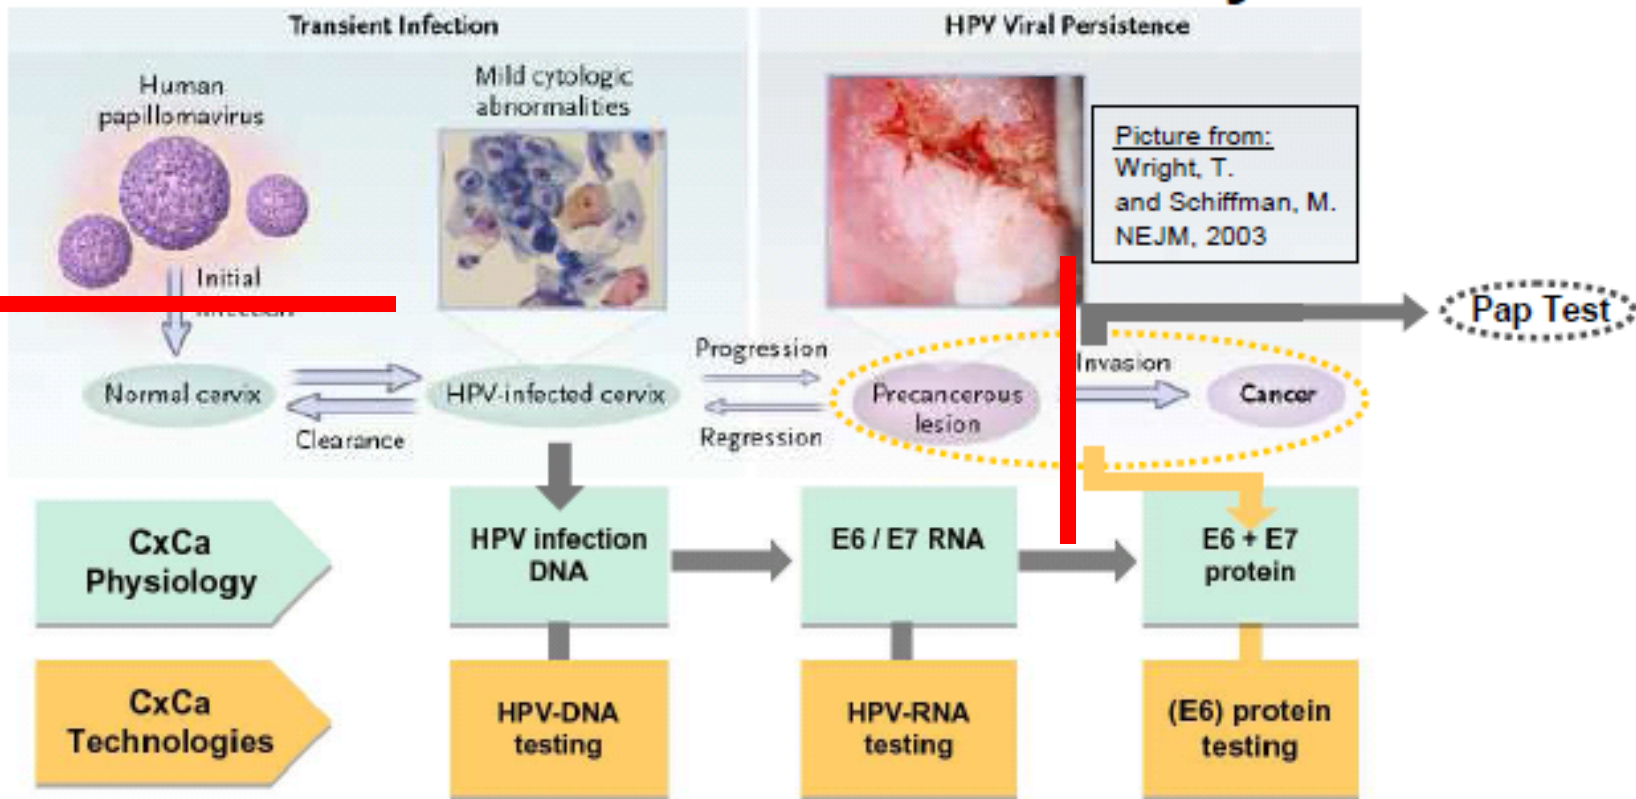 Transient Infection
HPV Viral Persistence
Human
papillomavirus
Mild cytologic
abnormalities
Picture from:
Wright, T.
and Schiffman, M.
NEJM, 2003
Initial
Pap Test
Progression
Invasion
Normal cervix
HPV-infected cervix
Precancerous
lesion
Cancer
Clearance
Regression
CxCa
Physiology
HPV infection
DNA
E6 / E7 RNA
E6 + E7
protein
CxCa
Technologies
HPV-DNA
testing
HPV-RNA
testing
(E6) protein
testing